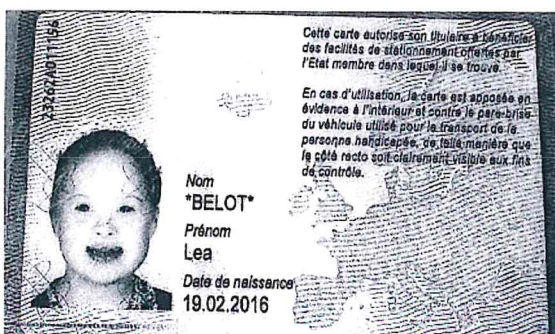 23267A011156
Cette carte autorise son titulaire à bénéficier
des facilités de stationnement offertes par
l'Etat membre dans lequel il se trouve.
En cas d'utilisation, la carte est apposée en
évidence à l'intérieur et contre le pare-brise
du véhicule utilisé pour le transport de la
personne handicapée, de telle manière que
le côté recto soit clairement visible aux fins
de contrôle.
Nom
*BELOT*
Prénom
Lea
Date de naissance
19.02.2016